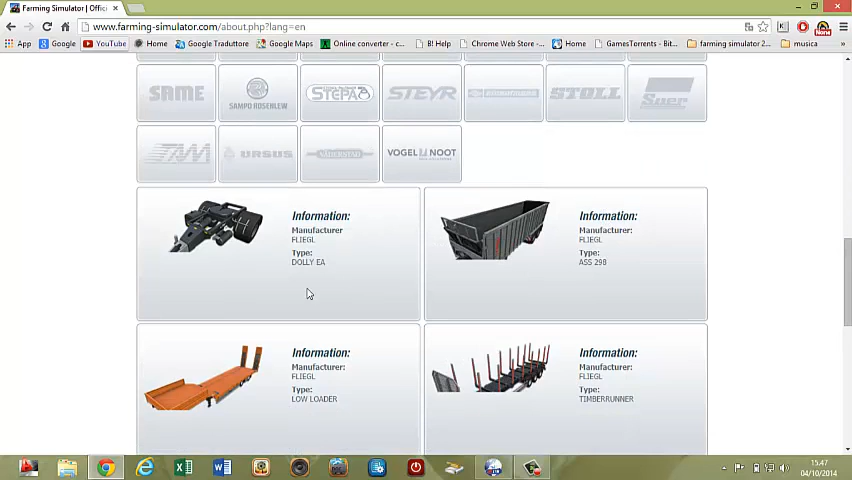 Farming Simulator | Offici
www.farming-simulator.com/about.php?lang=en
App Google YouTube Home Google Traduttore Google Maps Online converter - c... B! Help Chrome Web Store -... Home GamesTorrents - Bit... farming simulator 2... musica
SAME SAMPO ROSENLEW STEPA STEYR STOLL Suer
URSUS VÄDERSTAD VOGEL NOOT
Information:
Manufacturer
FLIEGL
Type:
DOLLY EA
Information:
Manufacturer:
FLIEGL
Type:
ASS 298
Information:
Manufacturer:
FLIEGL
Type:
LOW LOADER
Information:
Manufacturer:
FLIEGL
Type:
TIMBERRUNNER
15.47
04/10/2014